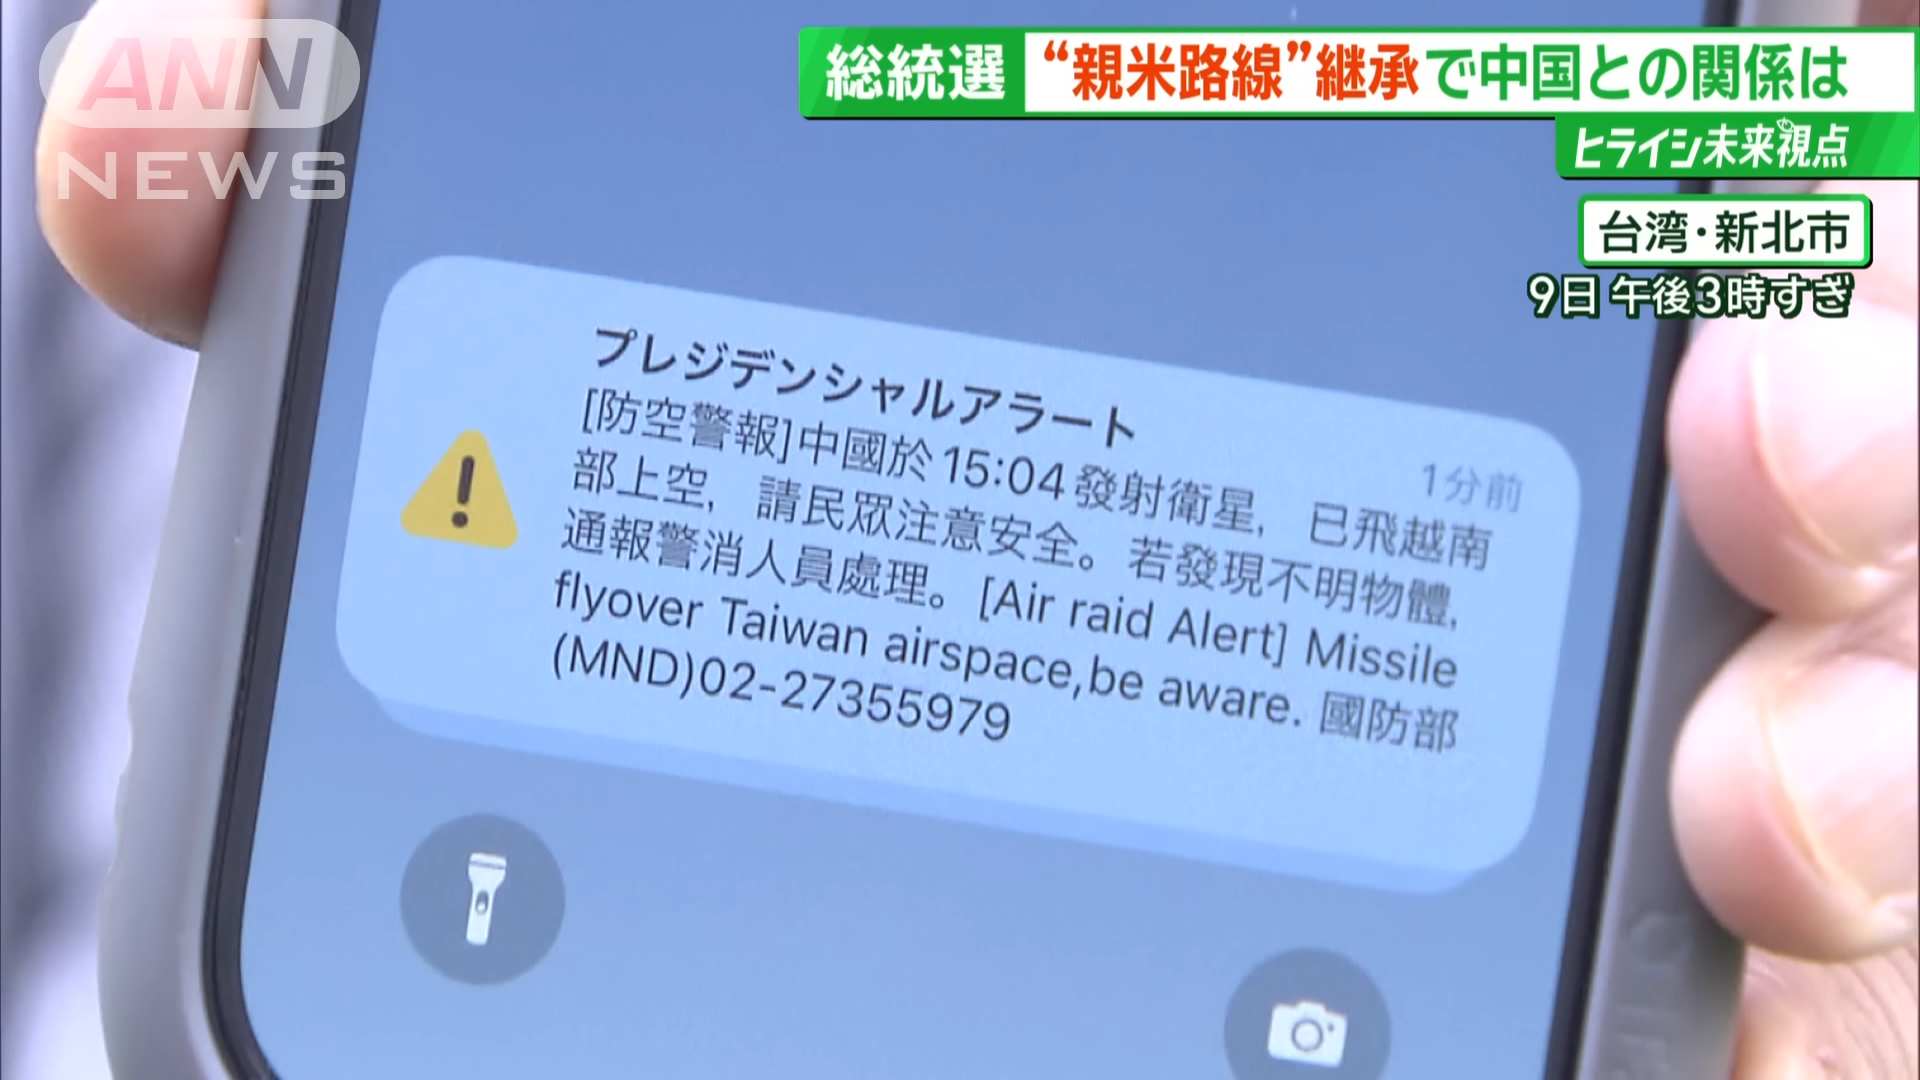 ANN
NEWS
総統選 “親米路線”継承で中国との関係は
ヒライシ未来視点
台湾・新北市
9日 午後3時すぎ
プレジデンシャルアラート
1分前
[防空警報]中國於15:04發射衛星，已飛越南
部上空，請民眾注意安全。若發現不明物體，
通報警消人員處理。[Air raid Alert] Missile
flyover Taiwan airspace,be aware. 國防部
(MND)02-27355979